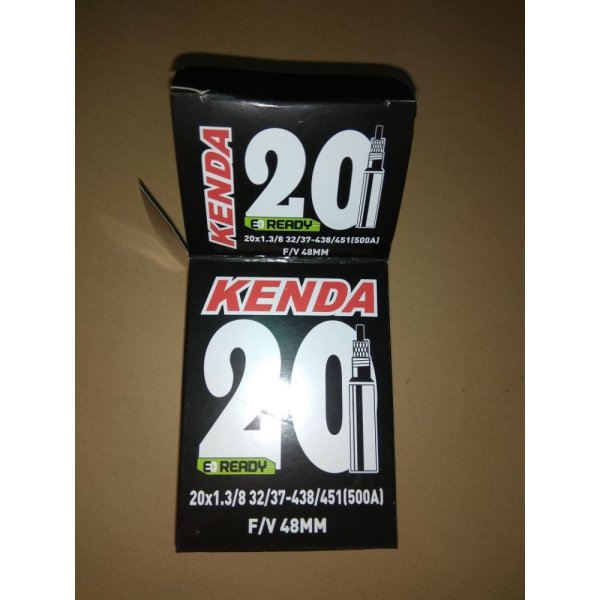 KENDA
20
E READY
20x1.3/8 32/37-438/451(500A)
F/V 48MM
KENDA
20
E READY
20x1.3/8 32/37-438/451(500A)
F/V 48MM